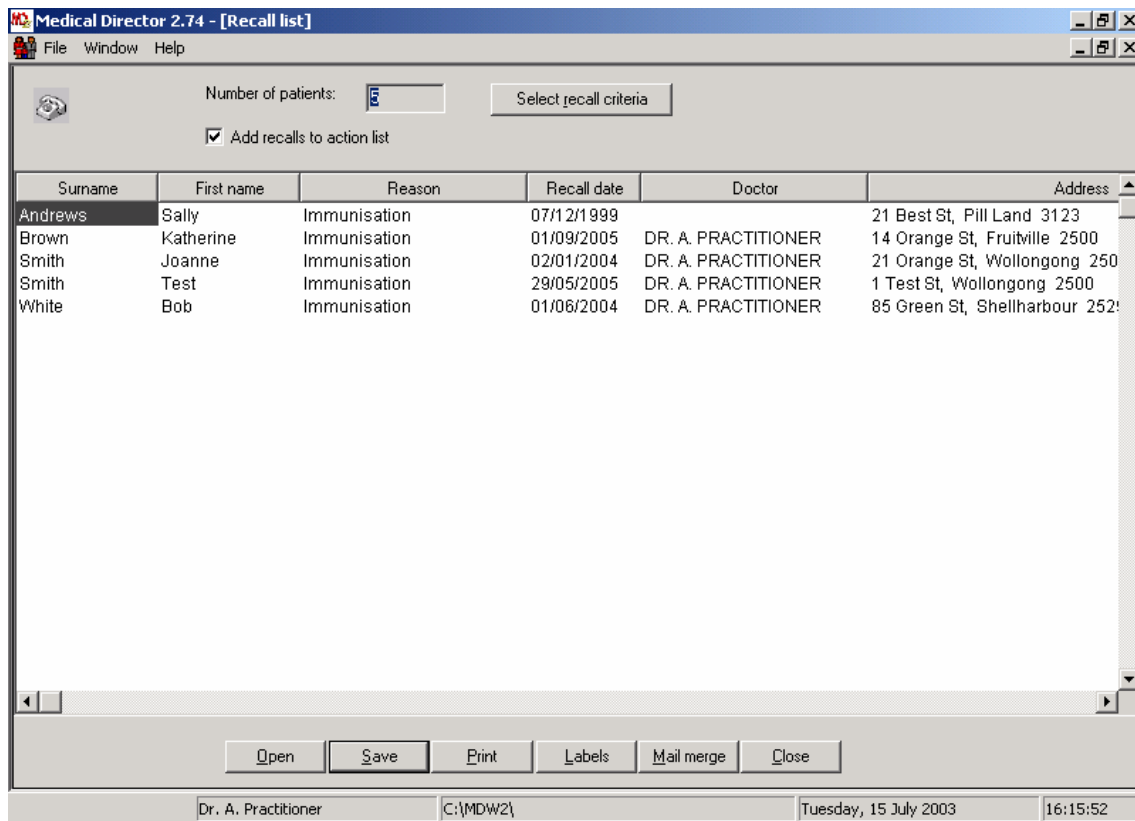 Medical Director 2.74 - [Recall list]
File Window Help
Number of patients: 5 Select recall criteria
Add recalls to action list
Surname First name Reason Recall date Doctor Address
Andrews Sally Immunisation 07/12/1999 21 Best St, Pill Land 3123
Brown Katherine Immunisation 01/09/2005 DR. A. PRACTITIONER 14 Orange St, Fruitville 2500
Smith Joanne Immunisation 02/01/2004 DR. A. PRACTITIONER 21 Orange St, Wollongong 250
Smith Test Immunisation 29/05/2005 DR. A. PRACTITIONER 1 Test St, Wollongong 2500
White Bob Immunisation 01/06/2004 DR. A. PRACTITIONER 85 Green St, Shellharbour 252
Open Save Print Labels Mail merge Close
Dr. A. Practitioner C:\MDW2\ Tuesday, 15 July 2003 16:15:52